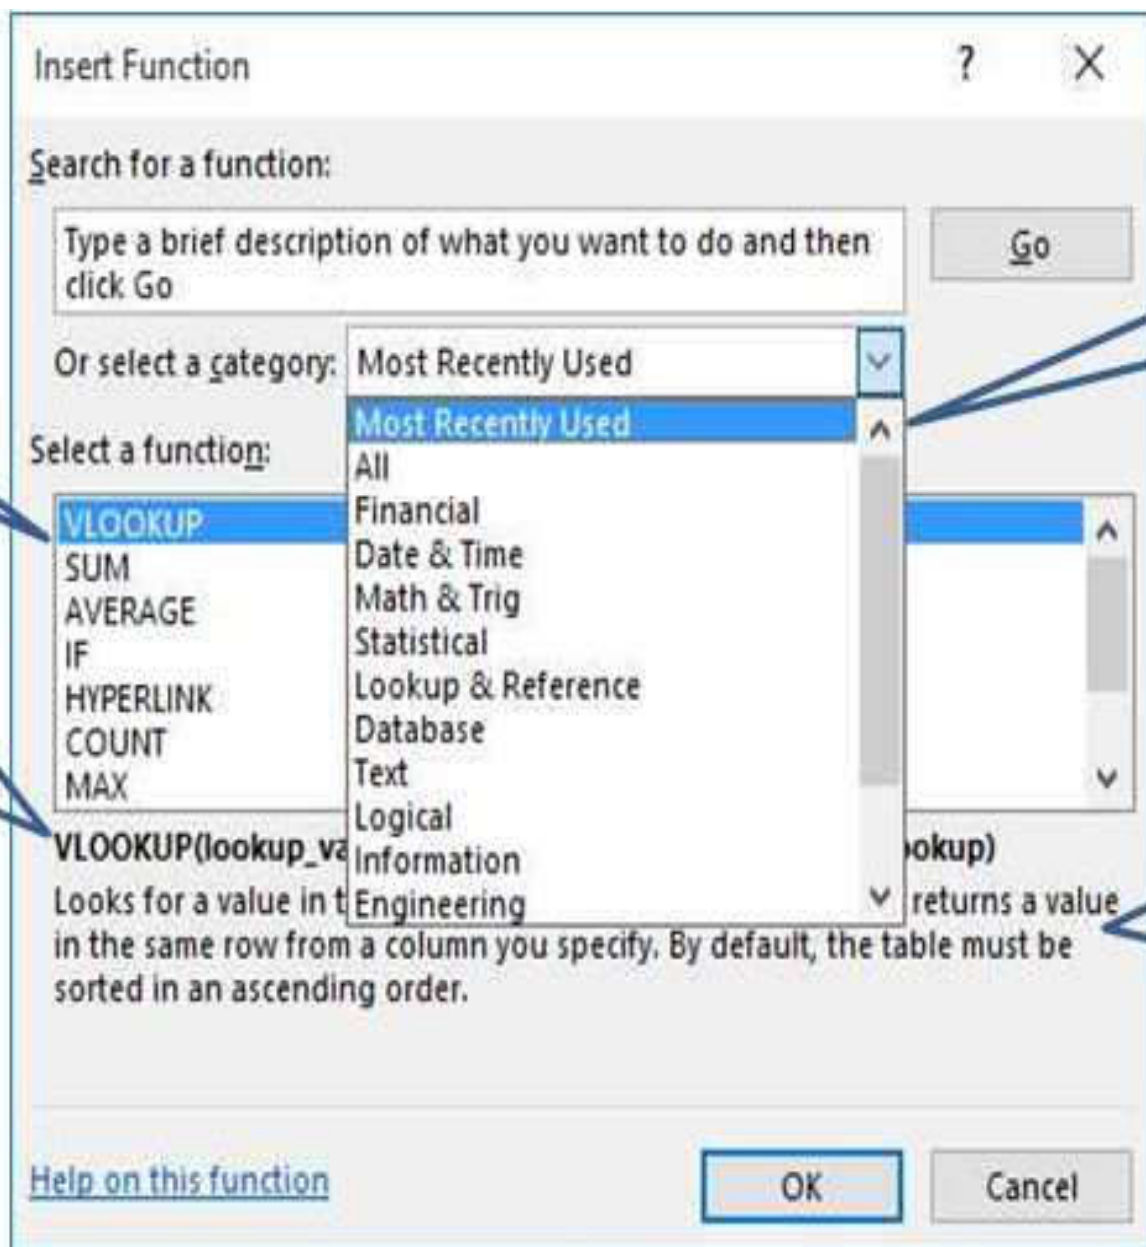 Insert Function
?
Search for a function:
Type a brief description of what you want to do and then
click Go
Go
Or select a category:
Most Recently Used
Most Recently Used
All
Financial
Date & Time
Math & Trig
Statistical
Lookup & Reference
Database
Text
Logical
Information
Engineering
Select a function:
VLOOKUP
SUM
AVERAGE
IF
HYPERLINK
COUNT
MAX
VLOOKUP(lookup_va ookup)
Looks for a value in t returns a value
in the same row from a column you specify. By default, the table must be
sorted in an ascending order.
Help on this function
OK
Cancel